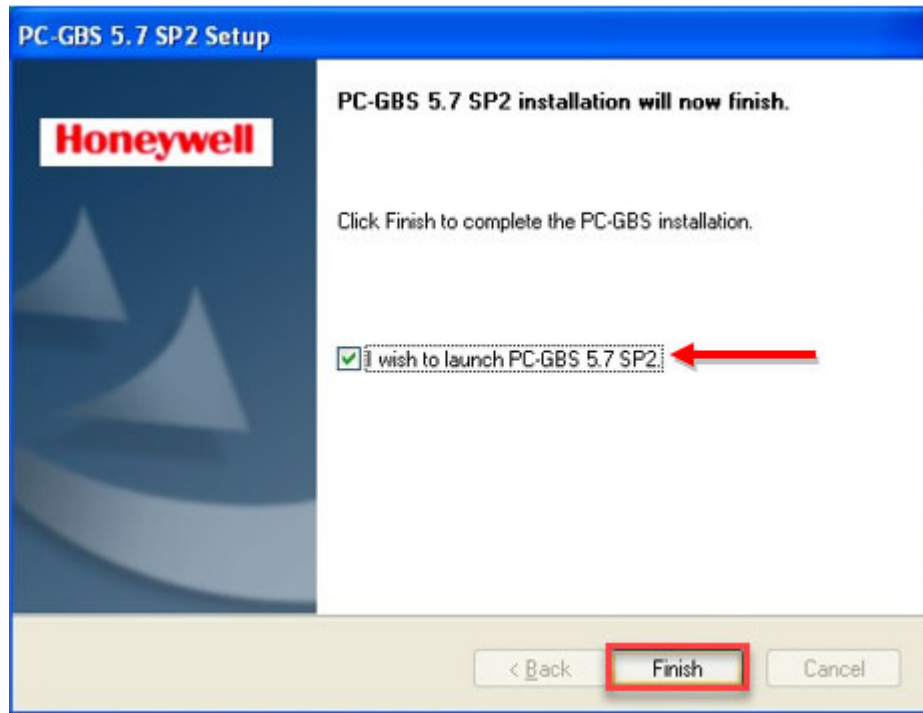 PC-GBS 5.7 SP2 Setup
Honeywell
PC-GBS 5.7 SP2 installation will now finish.
Click Finish to complete the PC-GBS installation.
I wish to launch PC-GBS 5.7 SP2.
< Back
Finish
Cancel